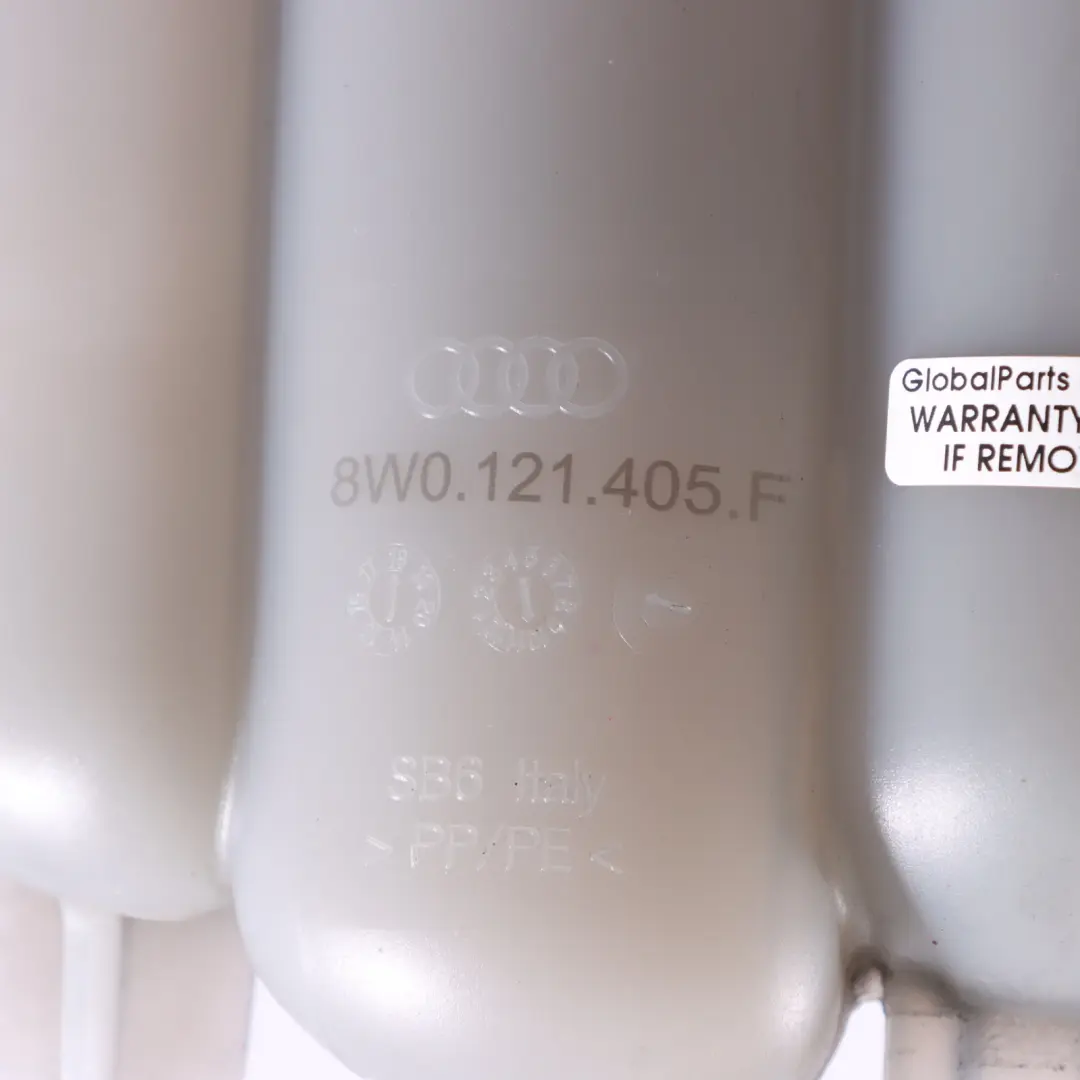 8W0.121.405.F
GlobalParts
WARRANTY
IF REMO
SB6 Italy
> PP/PE <